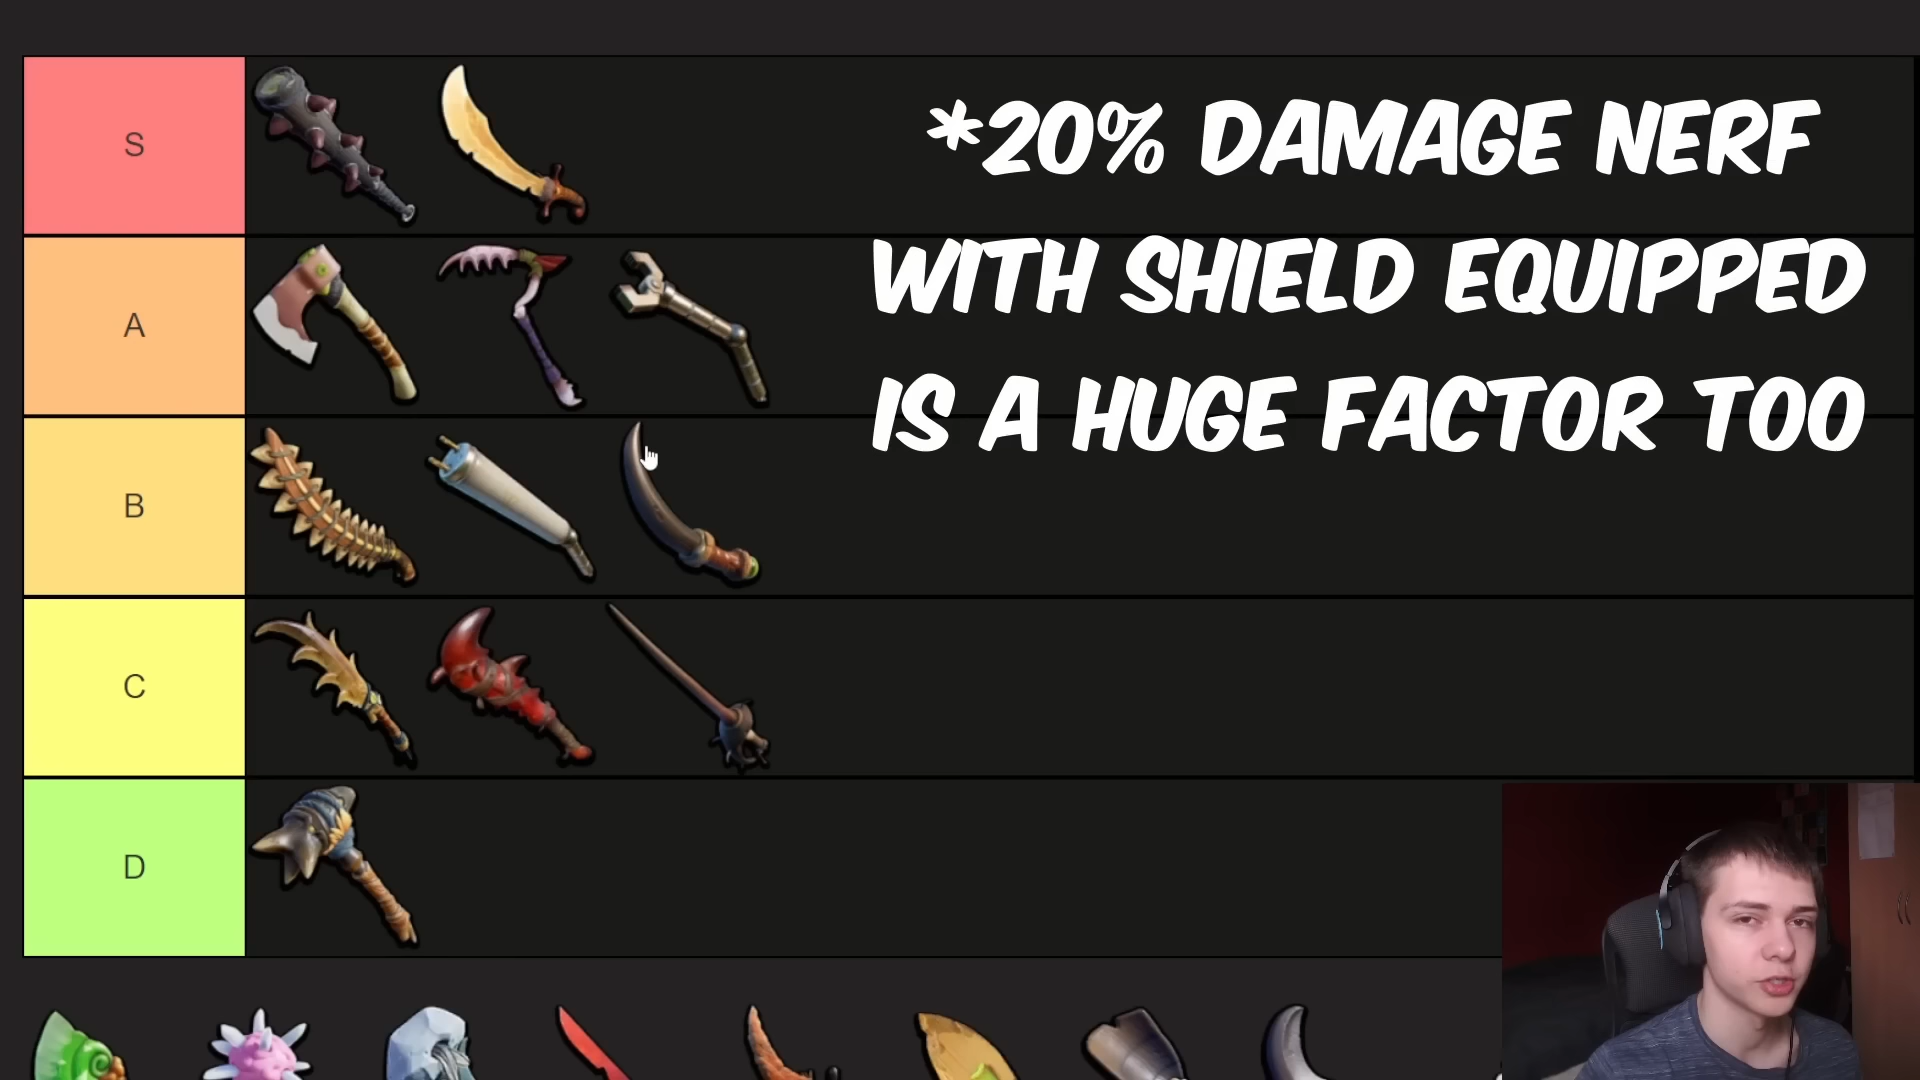 S
*20% DAMAGE NERF
A
WITH SHIELD EQUIPPED
IS A HUGE FACTOR TOO
B
C
D